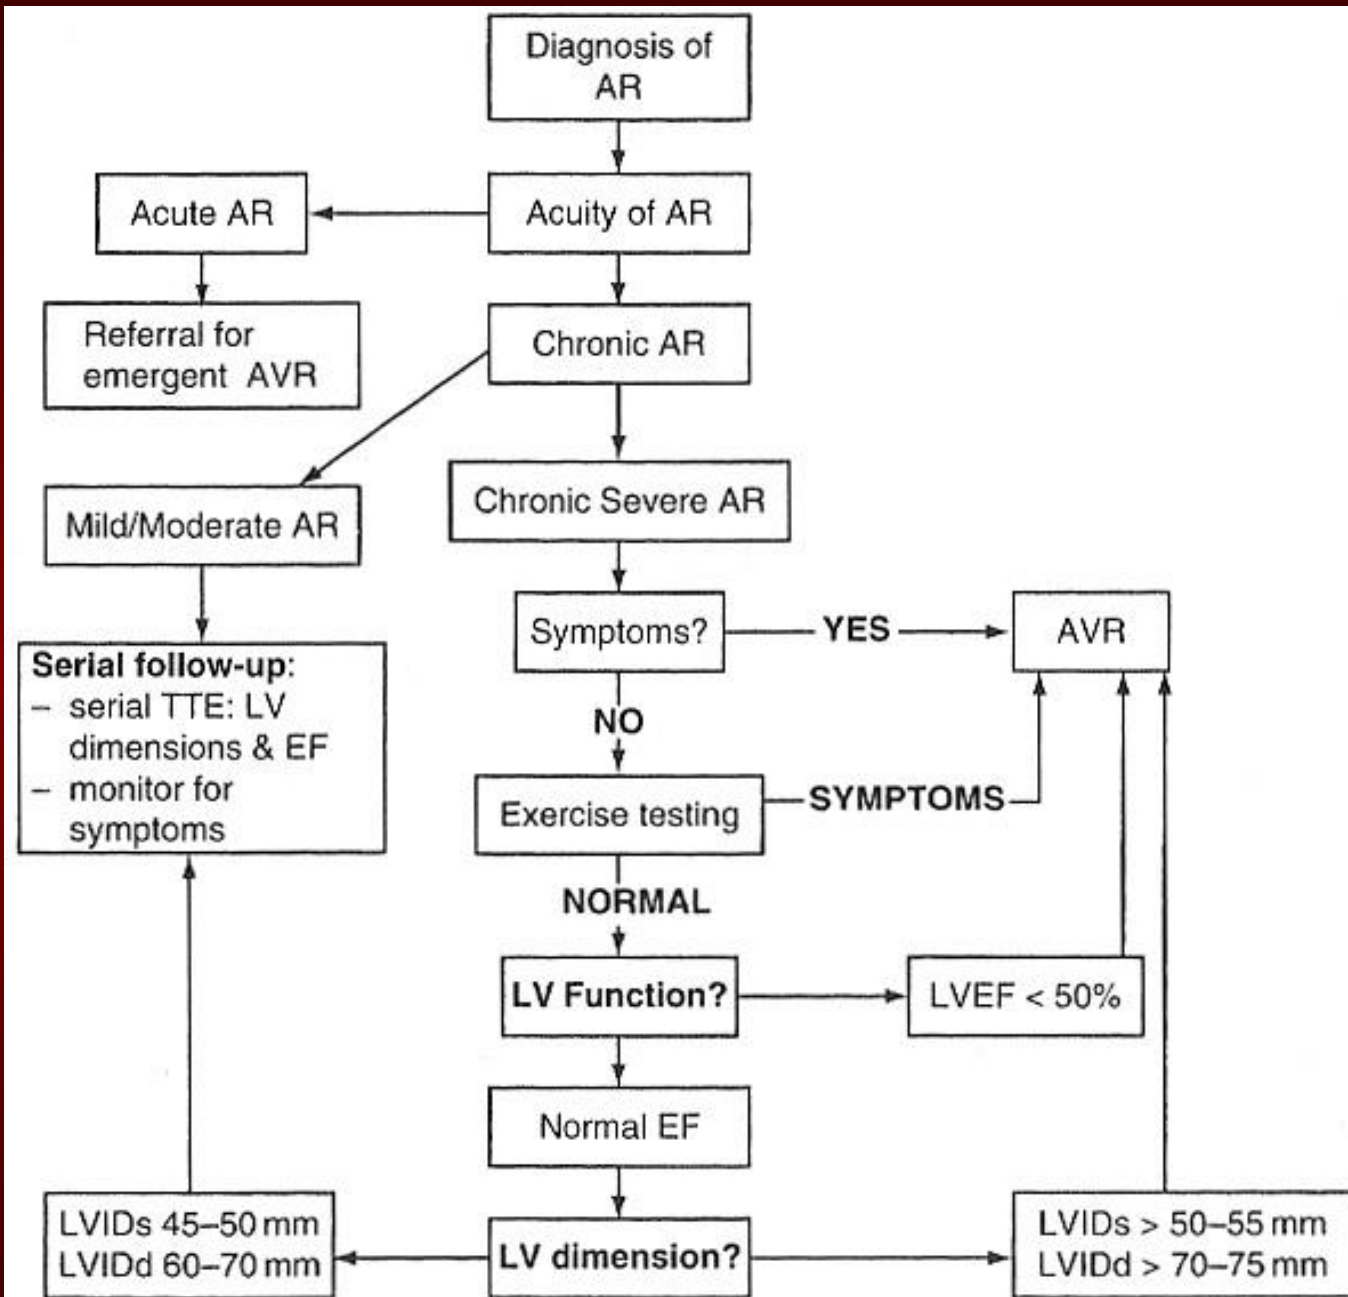 Diagnosis of
AR
Acute AR
Acuity of AR
Referral for
emergent AVR
Chronic AR
Mild/Moderate AR
Chronic Severe AR
Symptoms?
YES
AVR
Serial follow-up:
– serial TTE: LV
dimensions & EF
– monitor for
symptoms
NO
Exercise testing
SYMPTOMS
NORMAL
LV Function?
LVEF < 50%
Normal EF
LVIDs 45–50 mm
LVIDd 60–70 mm
LV dimension?
LVIDs > 50–55 mm
LVIDd > 70–75 mm